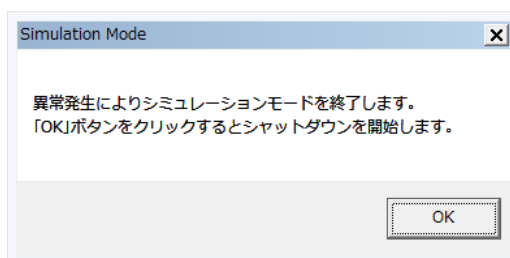 Simulation Mode
異常発生によりシミュレーションモードを終了します。
「OK」ボタンをクリックするとシャットダウンを開始します。
OK